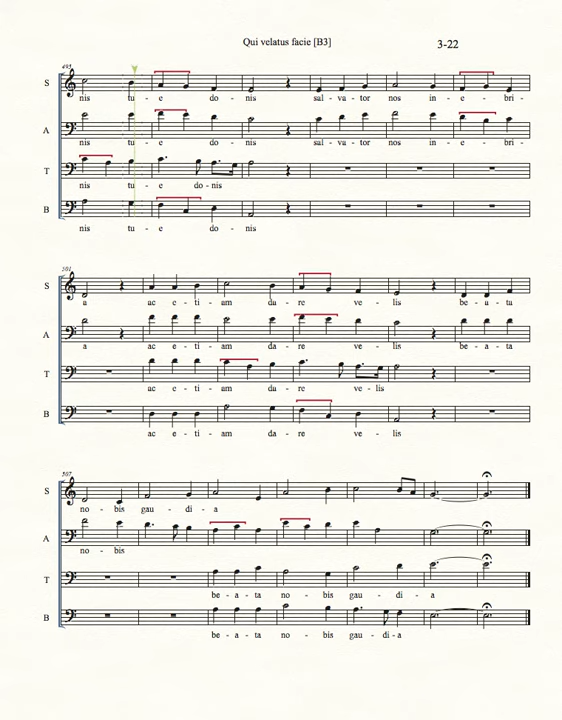 Qui velatus facie [B3]
3-22
495
S
nis tu - e do - nis sal - va - tor nos in - e - bri -
A
nis tu - e do - nis sal - va - tor nos in - e - bri -
T
nis tu - e do - nis
B
nis tu - e do - nis
501
S
a ac - e - ti - am da - re ve - lis be - a - ta
A
a ac - e - ti - am da - re ve - lis be - a - ta
T
ac - e - ti - am da - re ve - lis
B
ac - e - ti - am da - re ve - lis
507
S
no - bis gau - di - a
A
no - bis
T
be - a - ta no - bis gau - di - a
B
be - a - ta no - bis gau - di - a